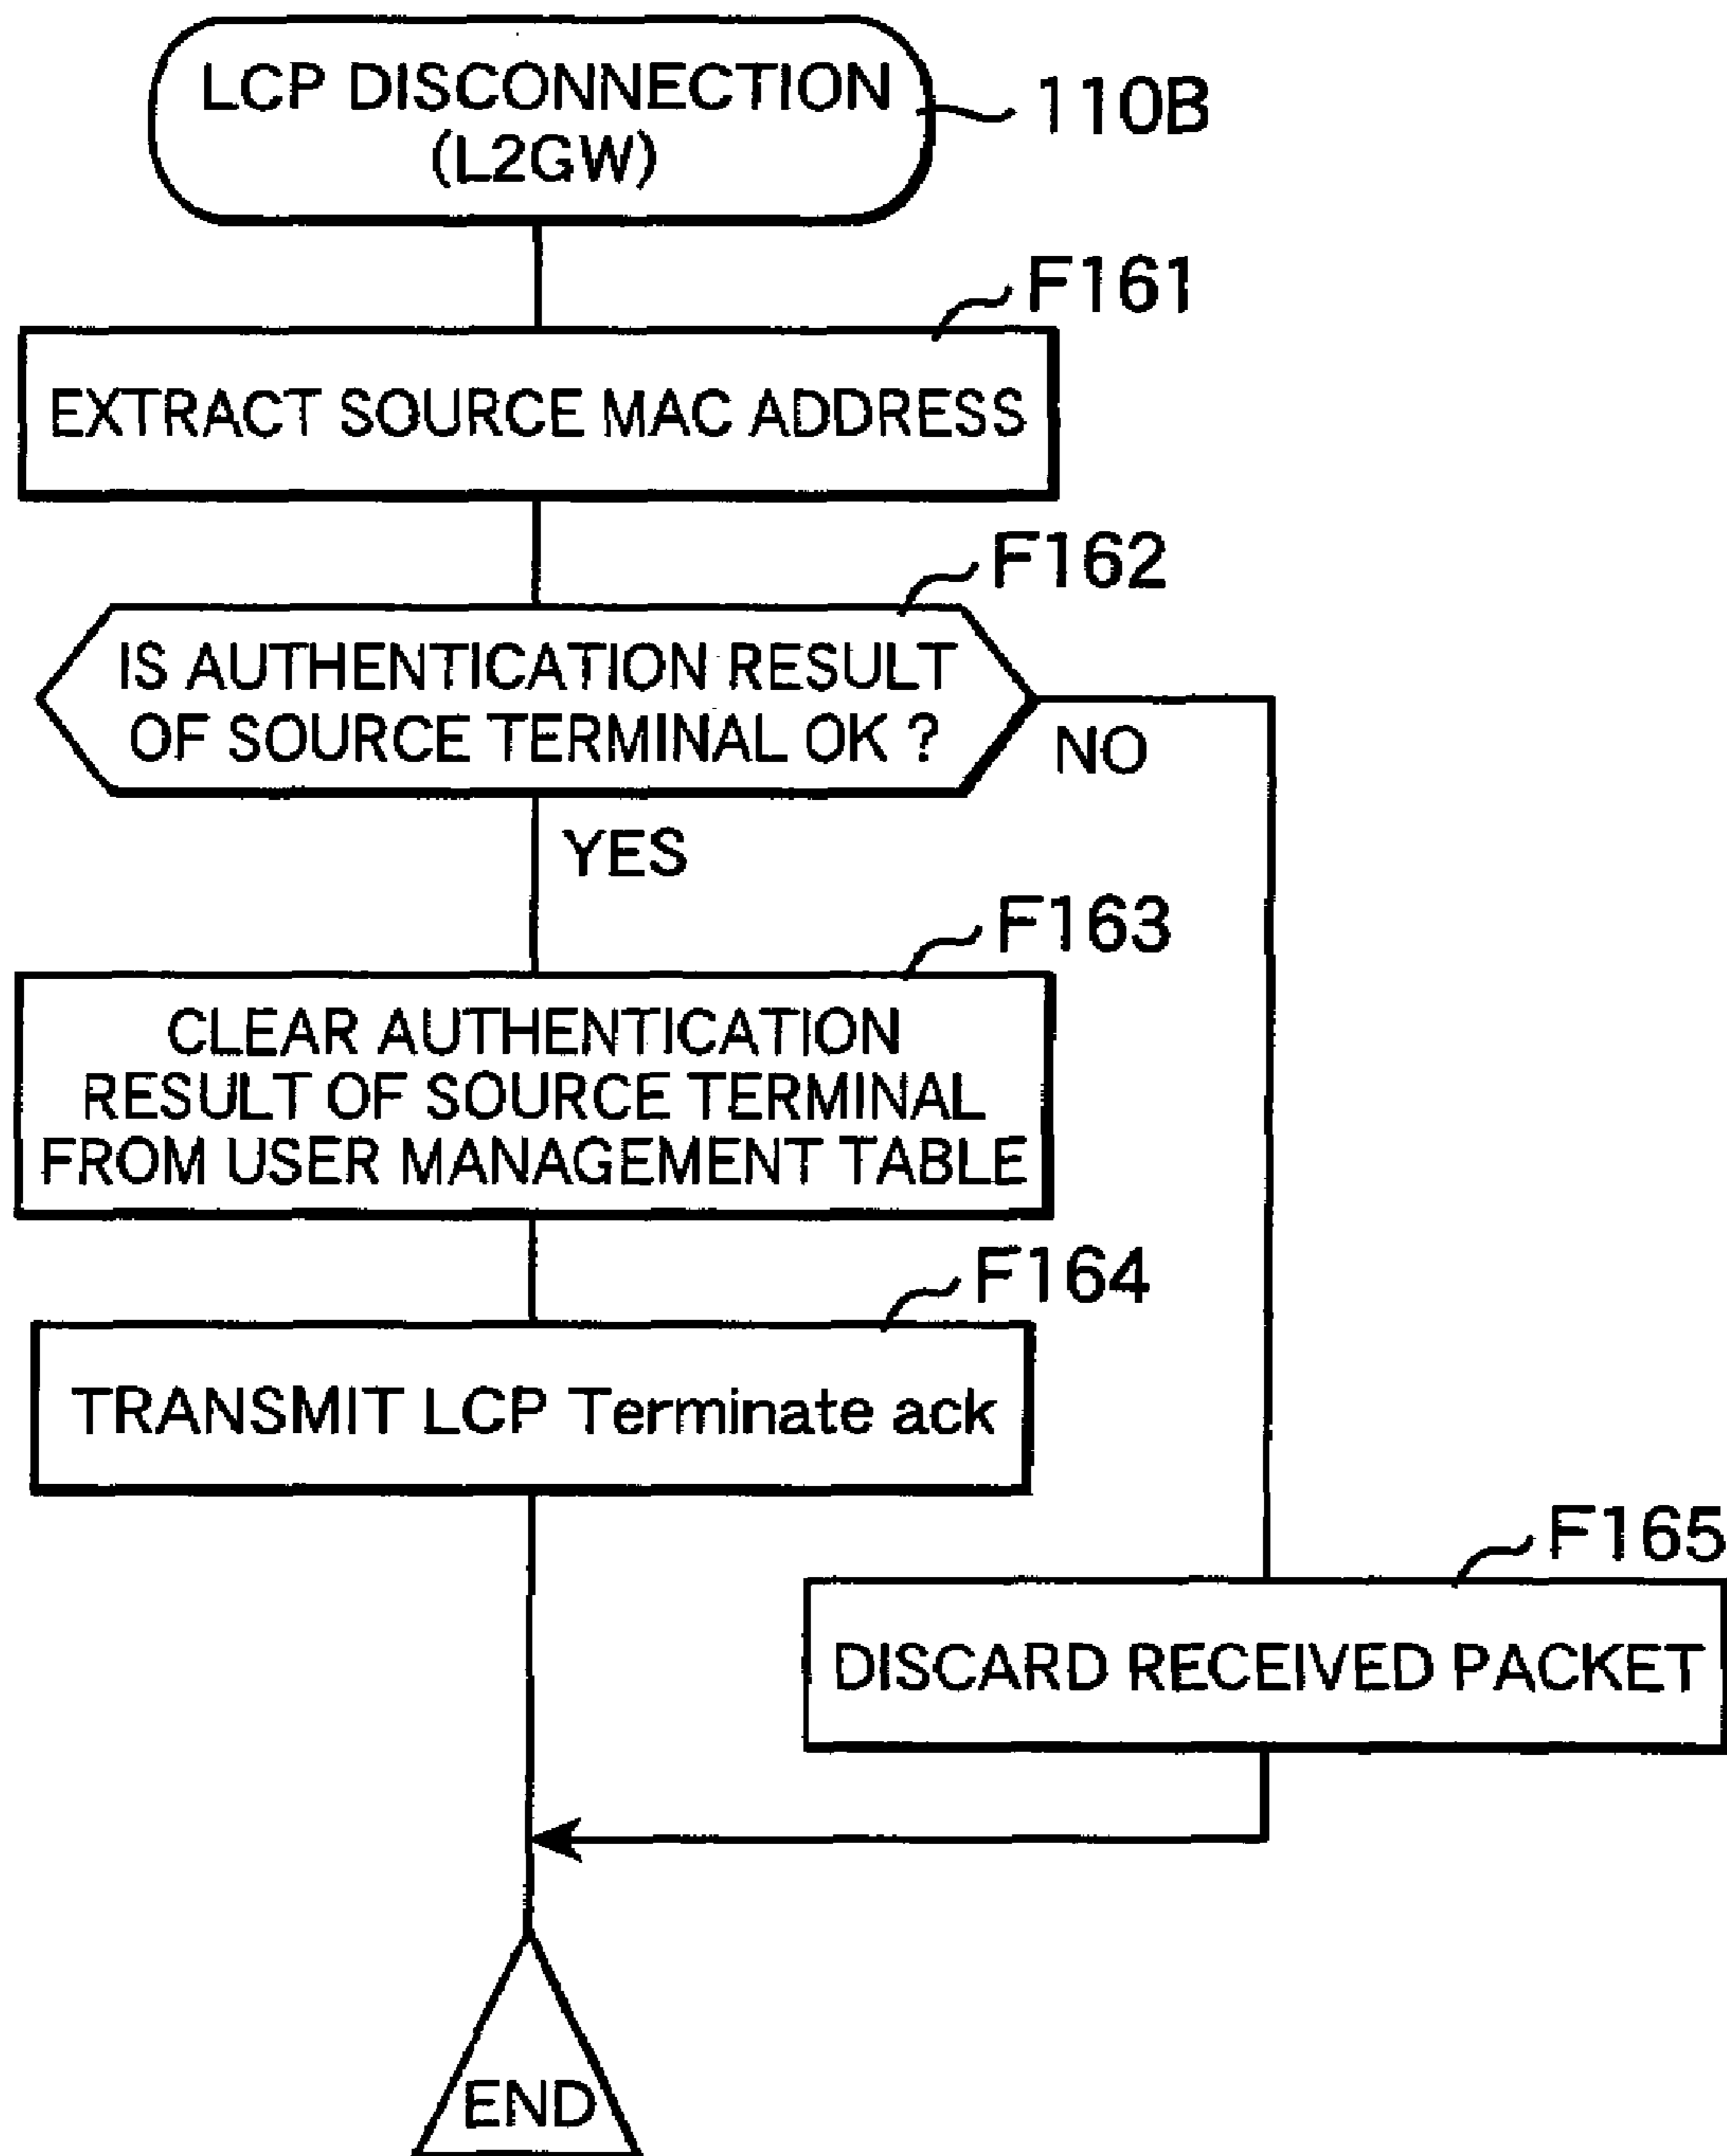 LCP DISCONNECTION
(L2GW)
110B
F161
EXTRACT SOURCE MAC ADDRESS
F162
IS AUTHENTICATION RESULT
OF SOURCE TERMINAL OK ?
NO
YES
F163
CLEAR AUTHENTICATION
RESULT OF SOURCE TERMINAL
FROM USER MANAGEMENT TABLE
F164
TRANSMIT LCP Terminate ack
F165
DISCARD RECEIVED PACKET
END